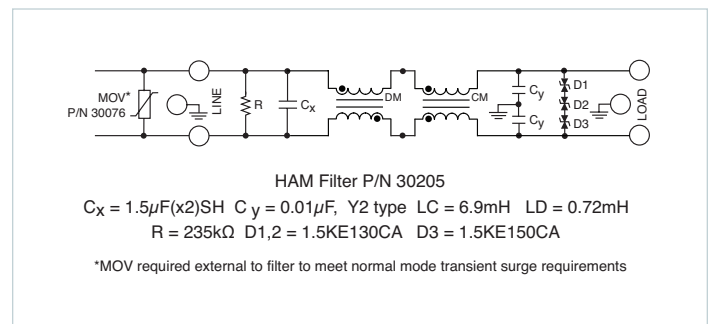 MOV*
P/N 30076
LINE
R
Cx
DM
CM
Cy
Cy
D1
D2
D3
LOAD
HAM Filter P/N 30205
Cx = 1.5µF(x2)SH C y = 0.01µF, Y2 type LC = 6.9mH LD = 0.72mH
R = 235kΩ D1,2 = 1.5KE130CA D3 = 1.5KE150CA
*MOV required external to filter to meet normal mode transient surge requirements